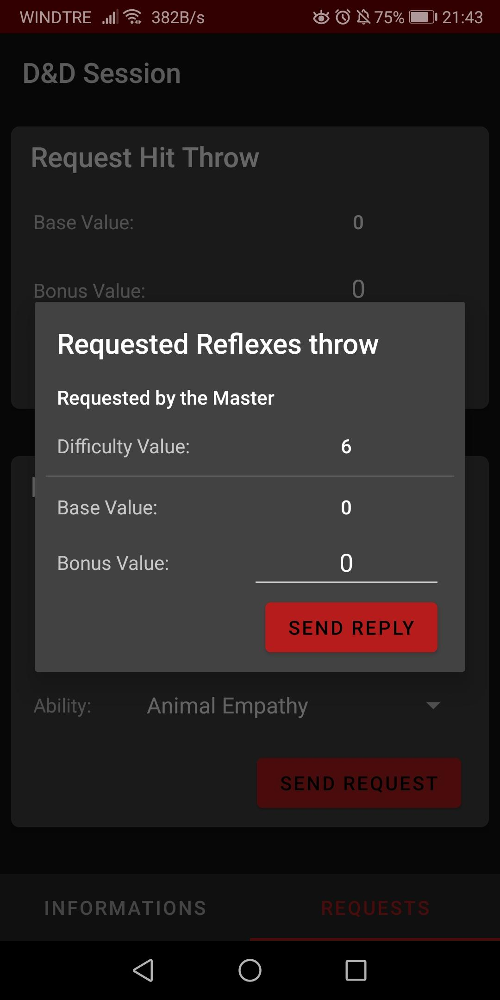 WINDTRE 382B/s 75% 21:43
D&D Session
Request Hit Throw
Base Value: 0
Bonus Value: 0
Requested Reflexes throw
Requested by the Master
Difficulty Value: 6
Base Value: 0
Bonus Value: 0
SEND REPLY
Ability: Animal Empathy
SEND REQUEST
INFORMATIONS REQUESTS